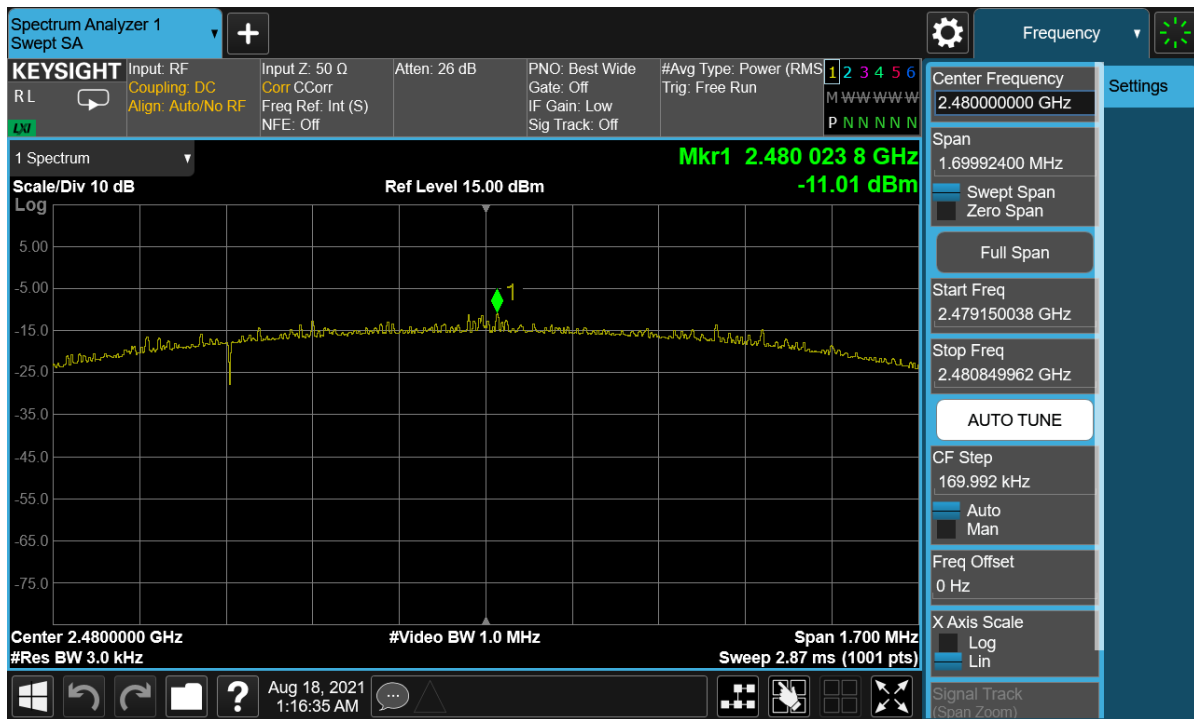 Spectrum Analyzer 1
Swept SA
+
Frequency
KEYSIGHT
R L
LXI
Input: RF
Coupling: DC
Align: Auto/No RF
Input Z: 50 Ω
Corr CCorr
Freq Ref: Int (S)
NFE: Off
Atten: 26 dB
PNO: Best Wide
Gate: Off
IF Gain: Low
Sig Track: Off
#Avg Type: Power (RMS
Trig: Free Run
1 2 3 4 5 6
M W W W W W
P N N N N N
1 Spectrum
Scale/Div 10 dB
Log
Ref Level 15.00 dBm
Mkr1 2.480 023 8 GHz
-11.01 dBm
5.00
-5.00
1
-15.0
-25.0
-35.0
-45.0
-55.0
-65.0
-75.0
Center 2.4800000 GHz
#Video BW 1.0 MHz
Span 1.700 MHz
#Res BW 3.0 kHz
Sweep 2.87 ms (1001 pts)
Center Frequency
2.480000000 GHz
Span
1.69992400 MHz
Swept Span
Zero Span
Full Span
Start Freq
2.479150038 GHz
Stop Freq
2.480849962 GHz
AUTO TUNE
CF Step
169.992 kHz
Auto
Man
Freq Offset
0 Hz
X Axis Scale
Log
Lin
Signal Track
(Span Zoom)
Settings
?
Aug 18, 2021
1:16:35 AM